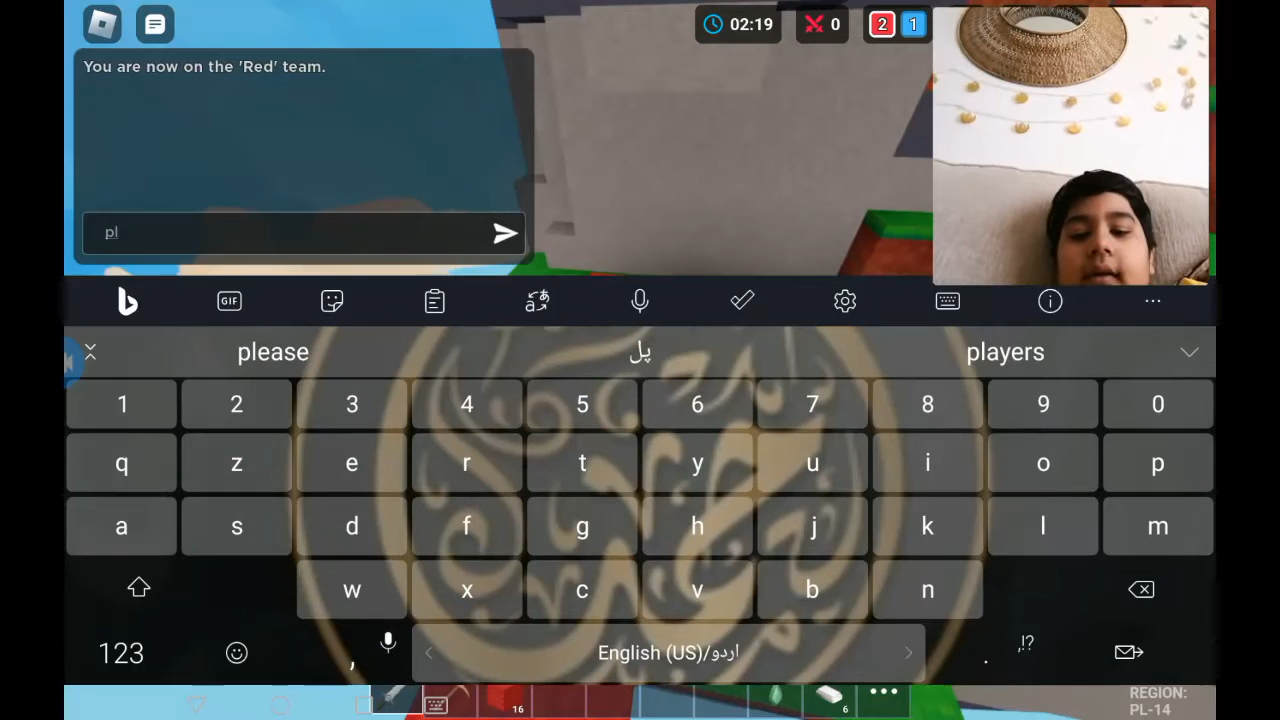 02:19
0
2 1
You are now on the 'Red' team.
pl
GIF
please پل players
1 2 3 4 5 6 7 8 9 0
q z e r t y u i o p
a s d f g h j k l m
w x c v b n
123 , English (US)/اردو . ,!?
16 6
REGION:
PL-14